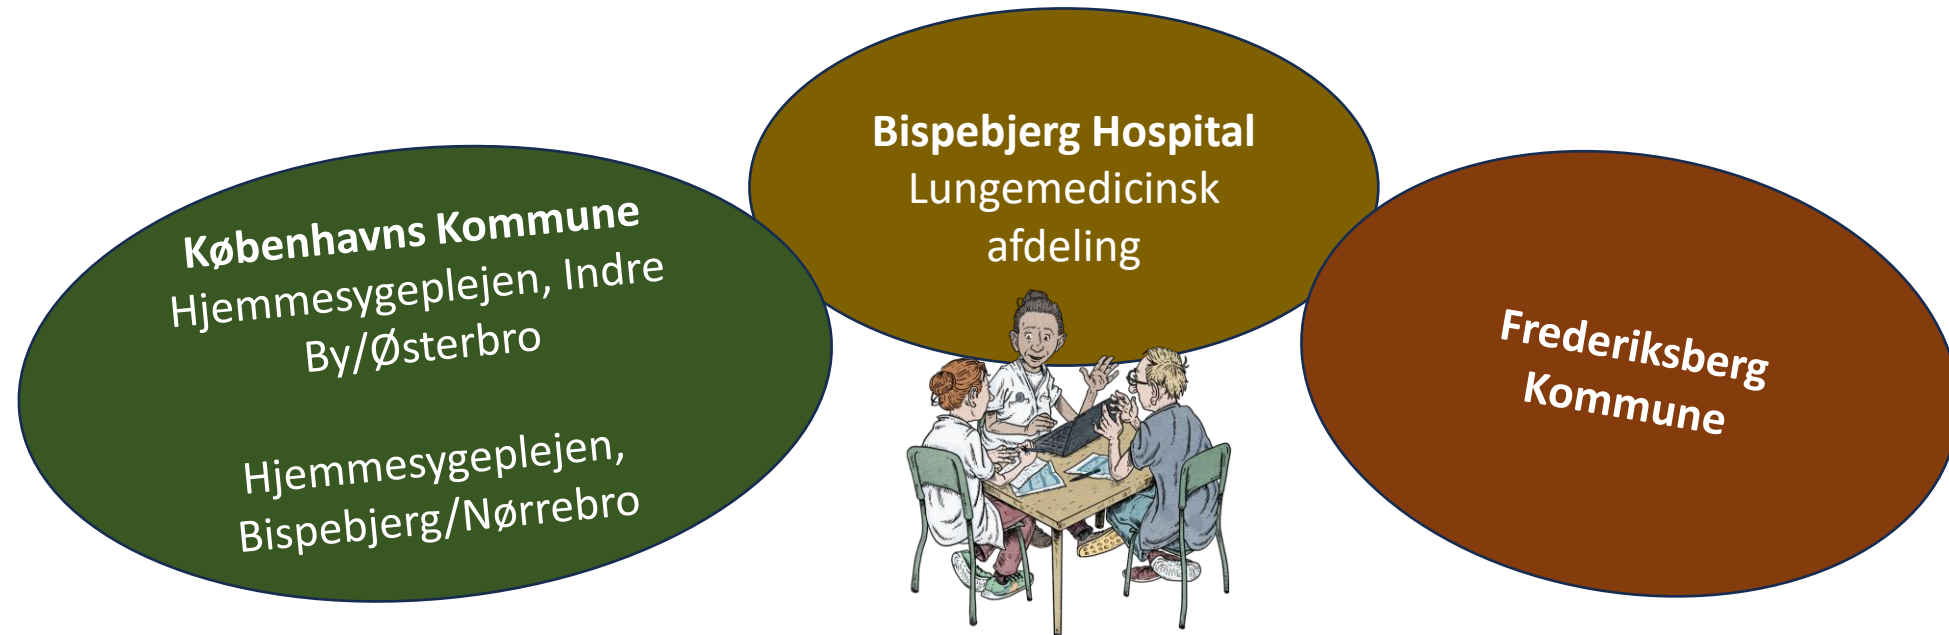 Københavns Kommune
Hjemmesygeplejen, Indre
By/Østerbro
Hjemmesygeplejen,
Bispebjerg/Nørrebro
Bispebjerg Hospital
Lungemedicinsk
afdeling
Frederiksberg
Kommune